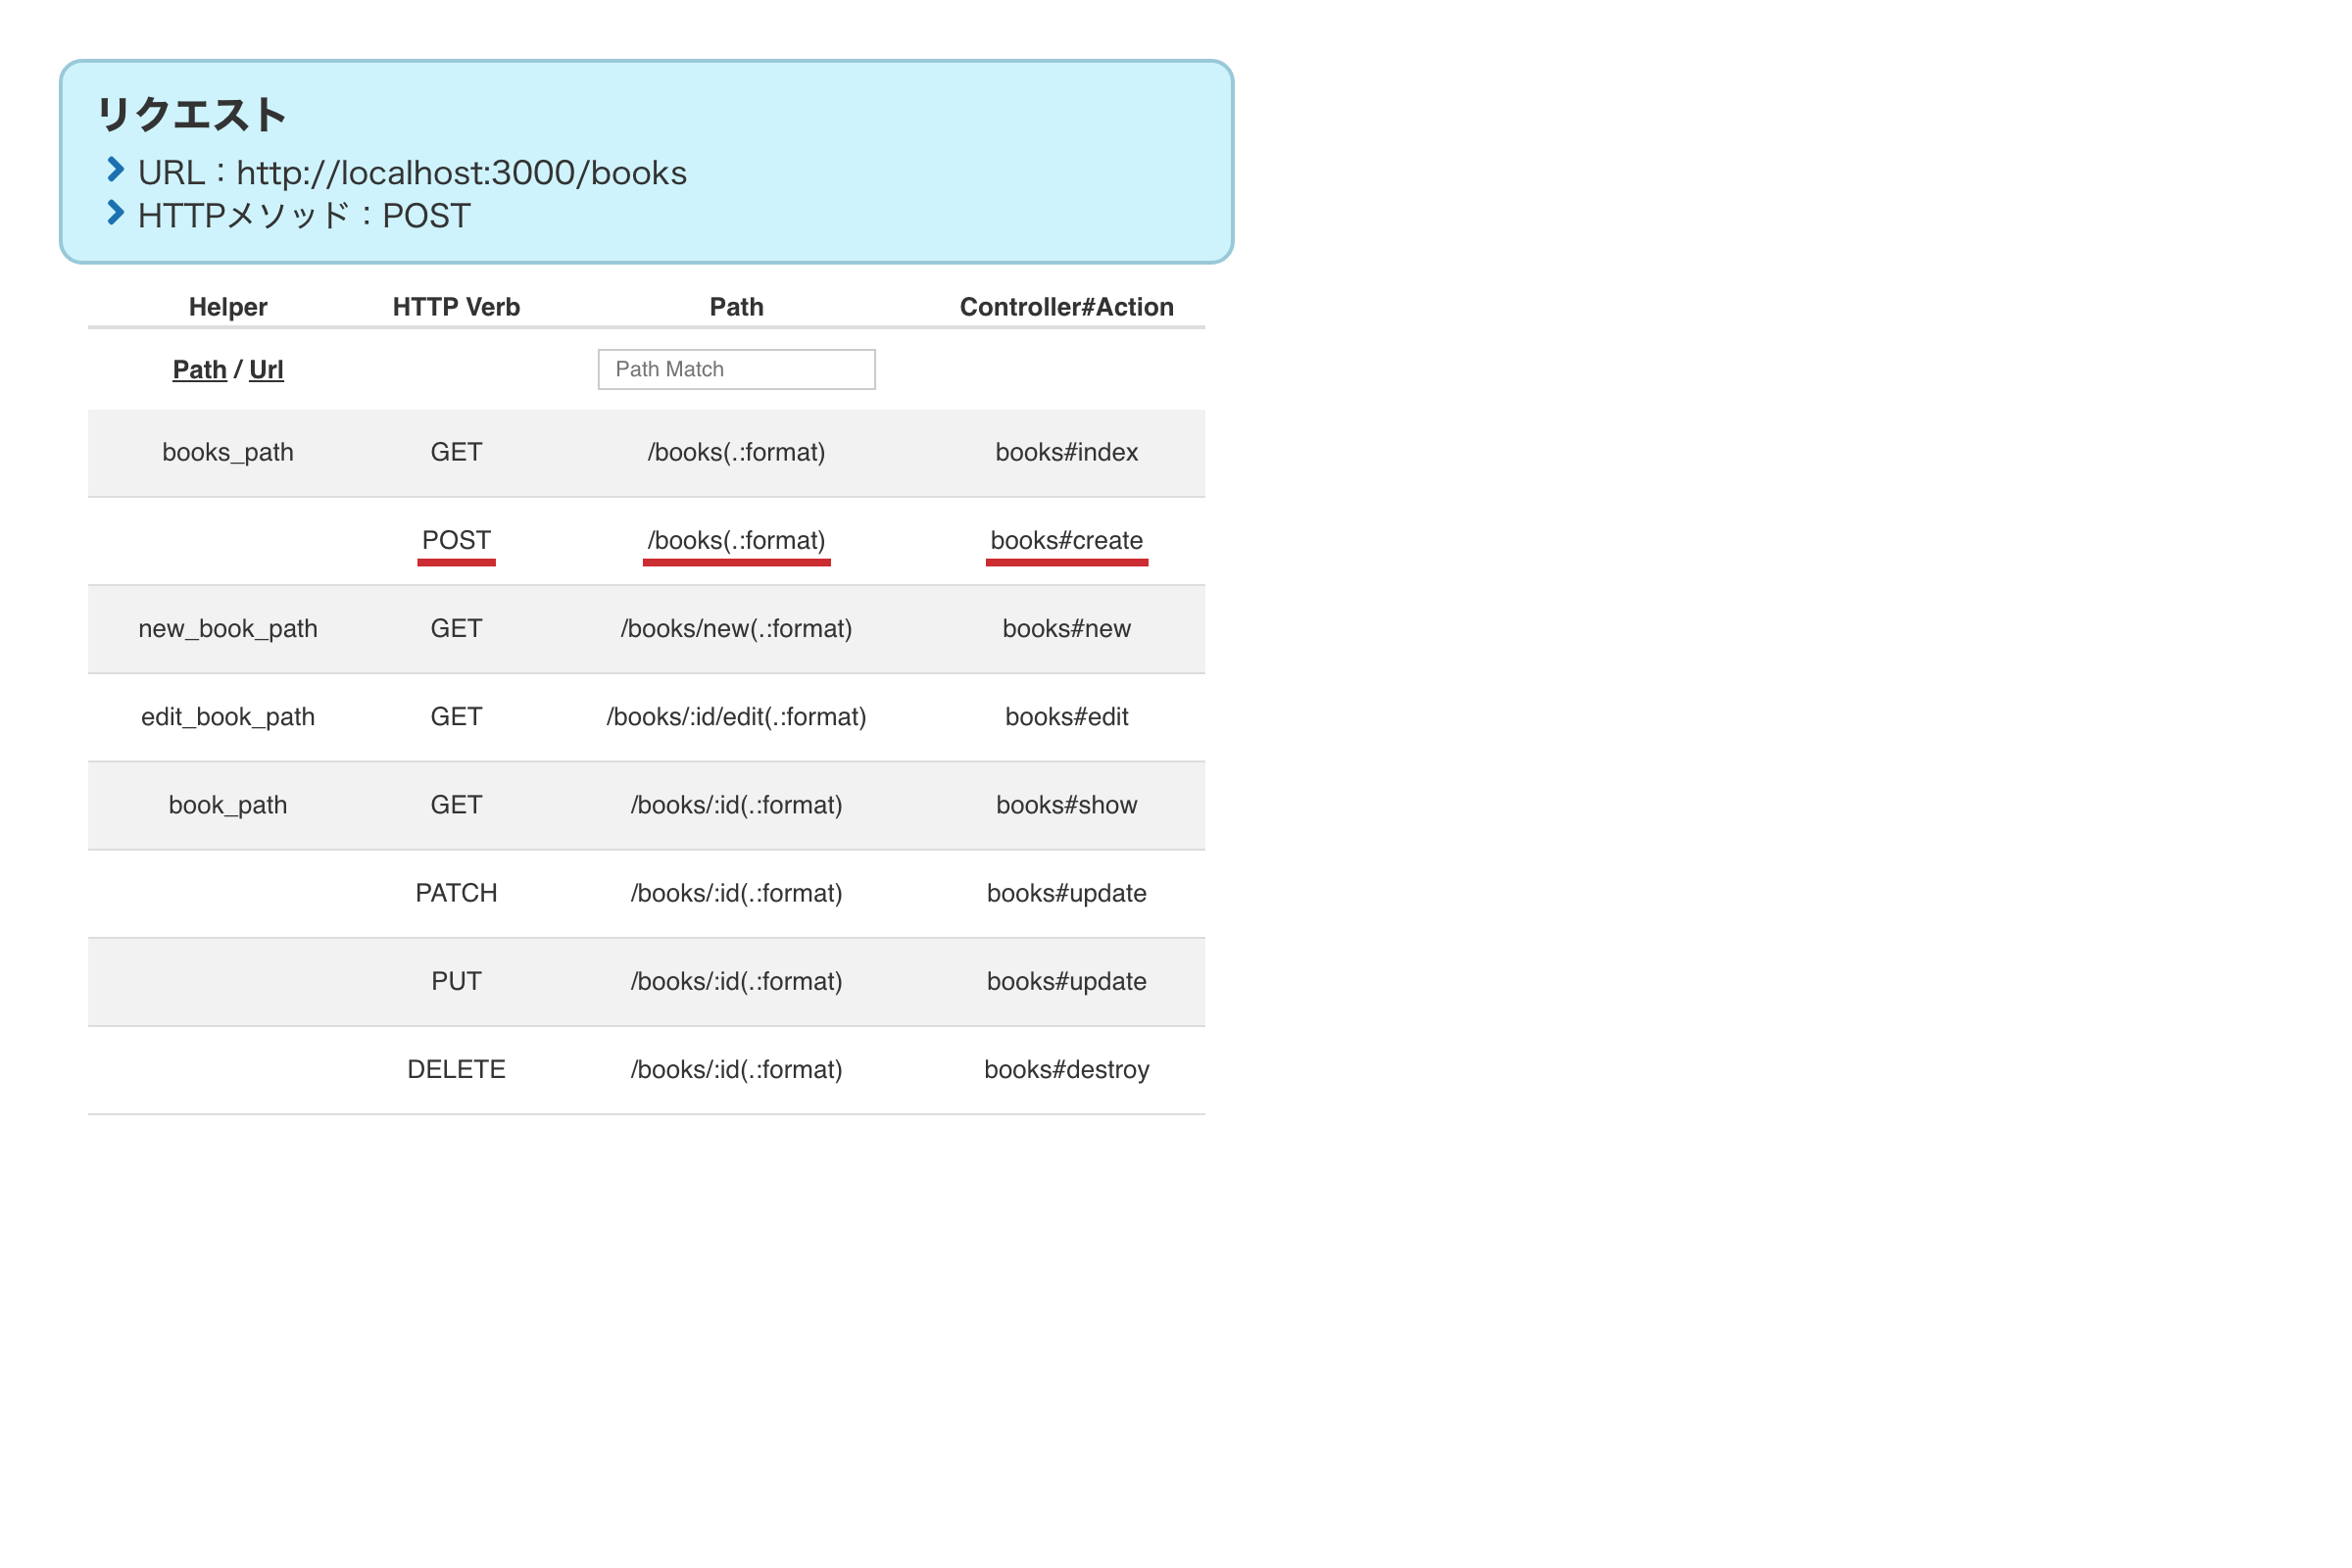 リクエスト
URL：http://localhost:3000/books
HTTPメソッド：POST
Helper HTTP Verb Path Controller#Action
Path / Url Path Match
books_path GET /books(.:format) books#index
POST /books(.:format) books#create
new_book_path GET /books/new(.:format) books#new
edit_book_path GET /books/:id/edit(.:format) books#edit
book_path GET /books/:id(.:format) books#show
PATCH /books/:id(.:format) books#update
PUT /books/:id(.:format) books#update
DELETE /books/:id(.:format) books#destroy